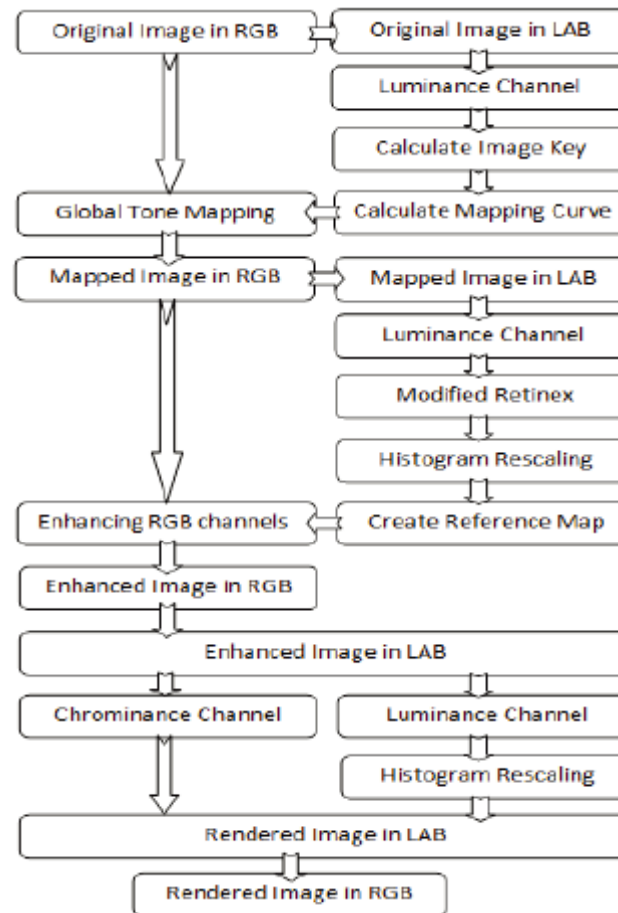 Original Image in RGB
Original Image in LAB
Luminance Channel
Calculate Image Key
Global Tone Mapping
Calculate Mapping Curve
Mapped Image in RGB
Mapped Image in LAB
Luminance Channel
Modified Retinex
Histogram Rescaling
Enhancing RGB channels
Create Reference Map
Enhanced Image in RGB
Enhanced Image in LAB
Chrominance Channel
Luminance Channel
Histogram Rescaling
Rendered Image in LAB
Rendered Image in RGB